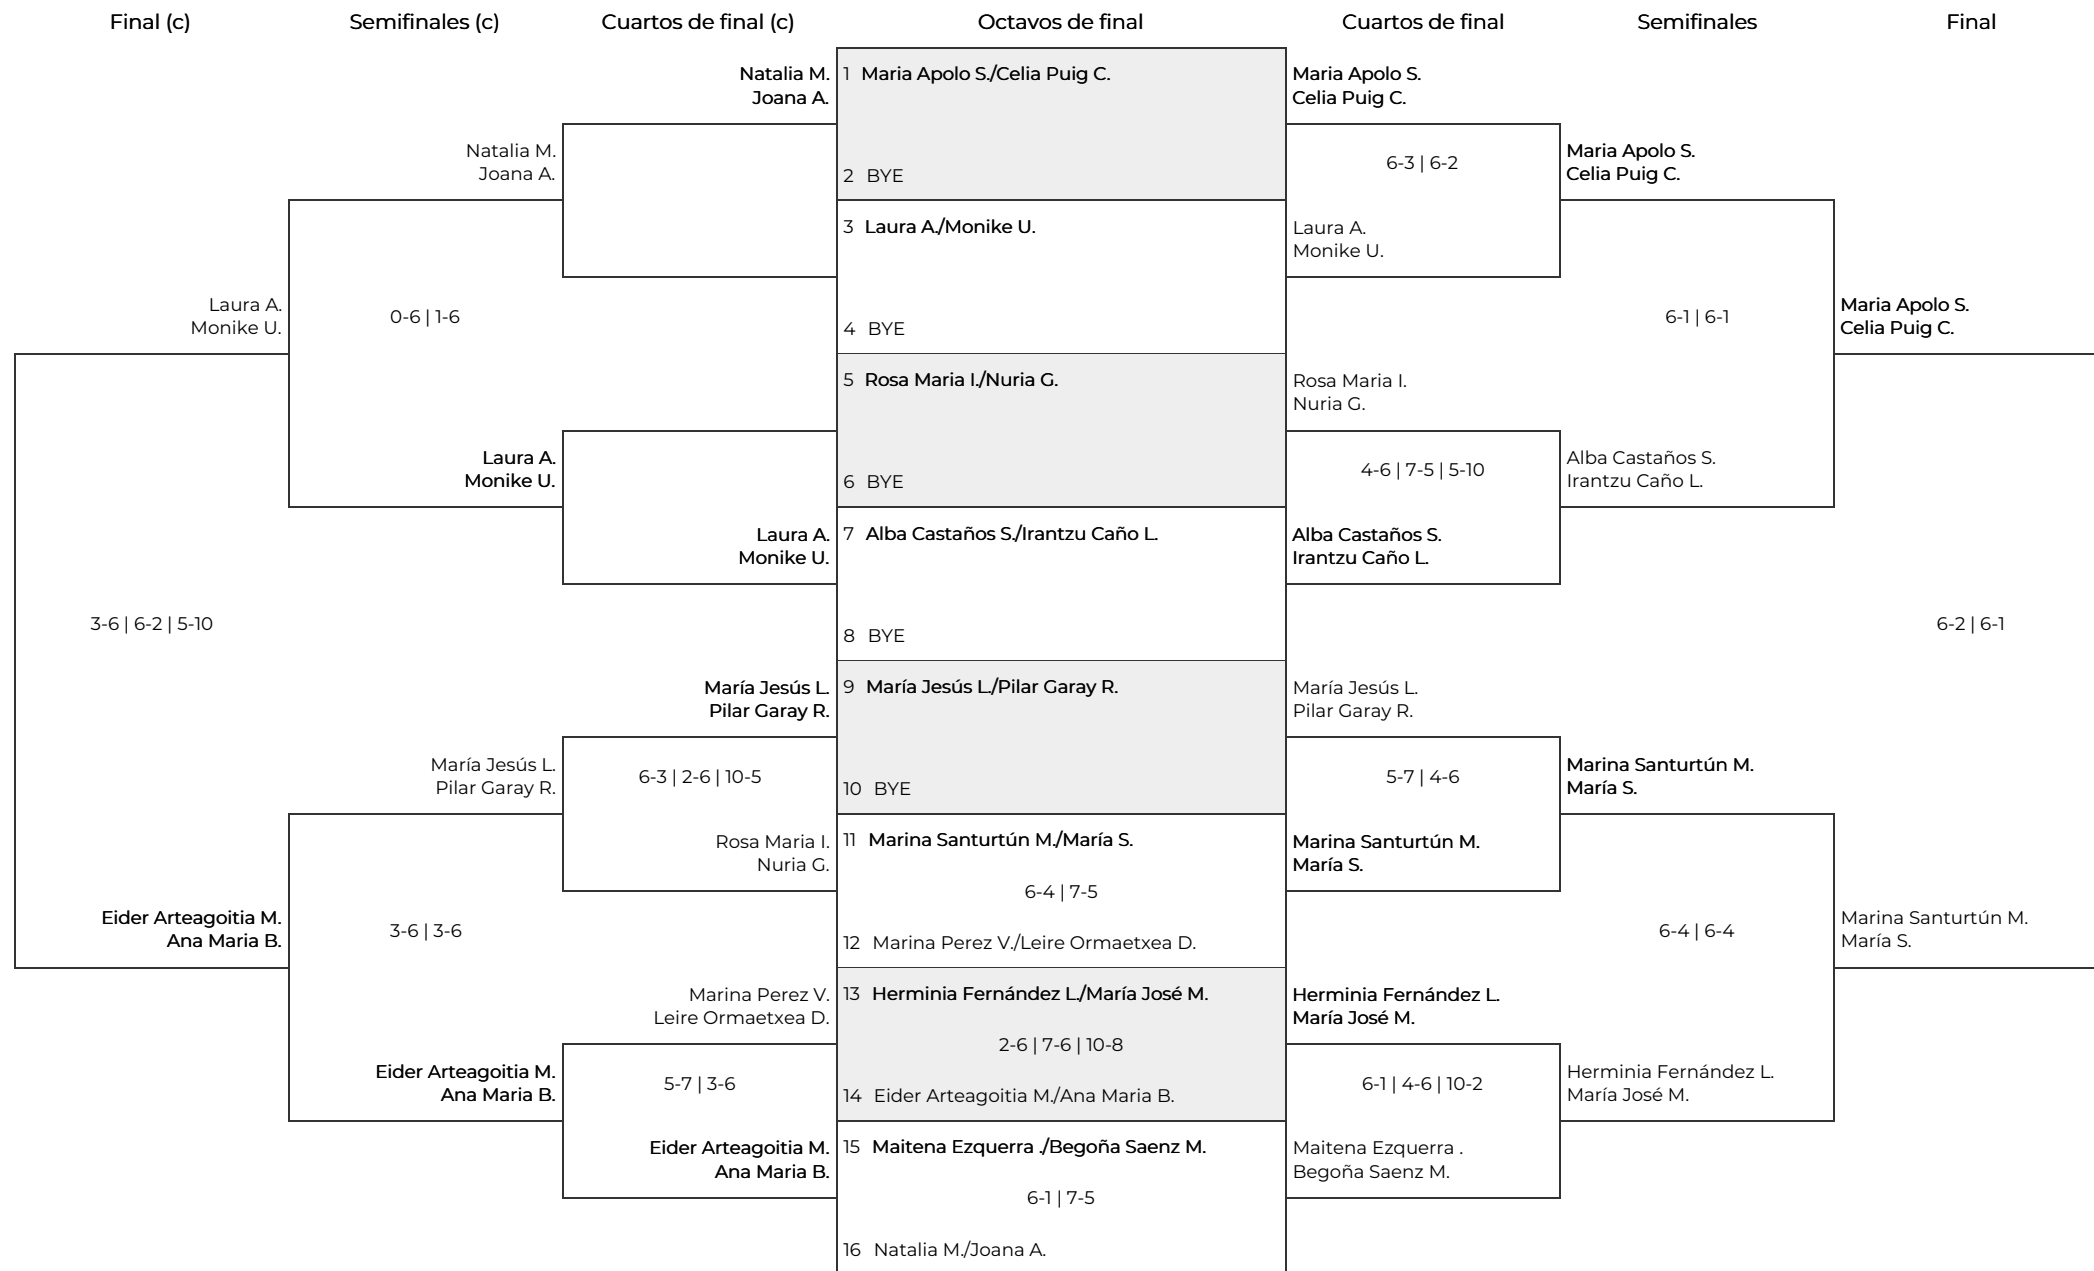 Final (c)
Semifinales (c)
Cuartos de final (c)
Octavos de final
Cuartos de final
Semifinales
Final
Laura A.
Monike U.
3-6 | 6-2 | 5-10
Eider Arteagoitia M.
Ana Maria B.
Natalia M.
Joana A.
0-6 | 1-6
Laura A.
Monike U.
María Jesús L.
Pilar Garay R.
3-6 | 3-6
Eider Arteagoitia M.
Ana Maria B.
Natalia M.
Joana A.
Laura A.
Monike U.
María Jesús L.
Pilar Garay R.
6-3 | 2-6 | 10-5
Rosa Maria I.
Nuria G.
Marina Perez V.
Leire Ormaetxea D.
5-7 | 3-6
Eider Arteagoitia M.
Ana Maria B.
1 Maria Apolo S./Celia Puig C.
2 BYE
3 Laura A./Monike U.
4 BYE
5 Rosa Maria I./Nuria G.
6 BYE
7 Alba Castaños S./Irantzu Caño L.
8 BYE
9 María Jesús L./Pilar Garay R.
10 BYE
11 Marina Santurtún M./María S.
6-4 | 7-5
12 Marina Perez V./Leire Ormaetxea D.
13 Herminia Fernández L./María José M.
2-6 | 7-6 | 10-8
14 Eider Arteagoitia M./Ana Maria B.
15 Maitena Ezquerra ./Begoña Saenz M.
6-1 | 7-5
16 Natalia M./Joana A.
Maria Apolo S.
Celia Puig C.
6-3 | 6-2
Laura A.
Monike U.
Rosa Maria I.
Nuria G.
4-6 | 7-5 | 5-10
Alba Castaños S.
Irantzu Caño L.
María Jesús L.
Pilar Garay R.
5-7 | 4-6
Marina Santurtún M.
María S.
Herminia Fernández L.
María José M.
6-1 | 4-6 | 10-2
Maitena Ezquerra .
Begoña Saenz M.
Maria Apolo S.
Celia Puig C.
6-1 | 6-1
Alba Castaños S.
Irantzu Caño L.
Marina Santurtún M.
María S.
6-4 | 6-4
Herminia Fernández L.
María José M.
Maria Apolo S.
Celia Puig C.
6-2 | 6-1
Marina Santurtún M.
María S.